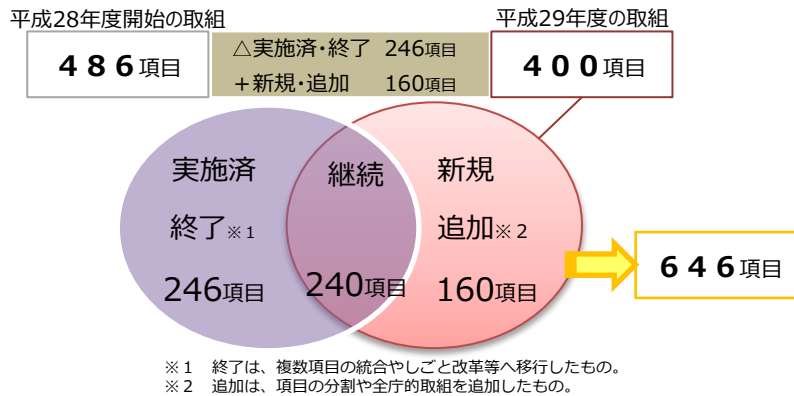 平成28年度開始の取組
486項目
△実施済・終了 246項目
+新規・追加 160項目
平成29年度の取組
400項目
実施済
終了※1
246項目
継続
240項目
新規
追加※2
160項目
646項目
※1 終了は、複数項目の統合やしごと改革等へ移行したもの。
※2 追加は、項目の分割や全庁的取組を追加したもの。